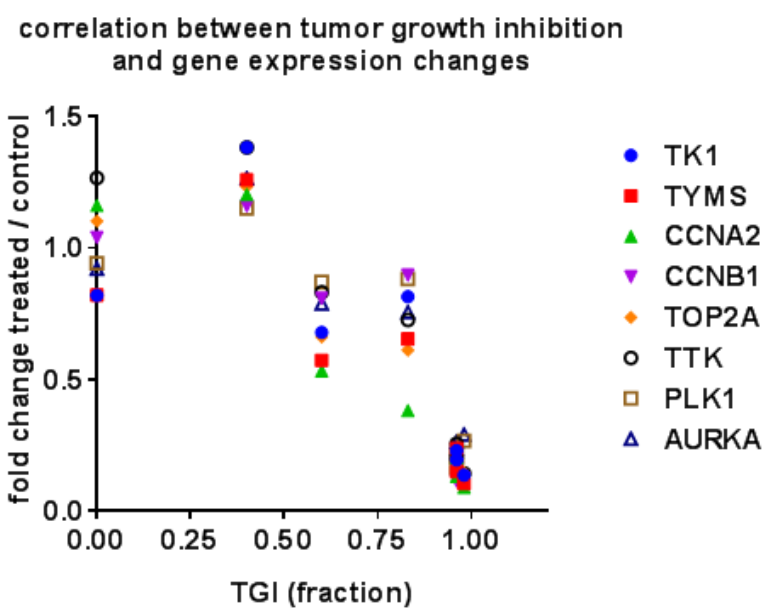 correlation between tumor growth inhibition
and gene expression changes
fold change treated / control
1.5
1.0
0.5
0.0
0.00 0.25 0.50 0.75 1.00
TGI (fraction)
TK1
TYMS
CCNA2
CCNB1
TOP2A
TTK
PLK1
AURKA